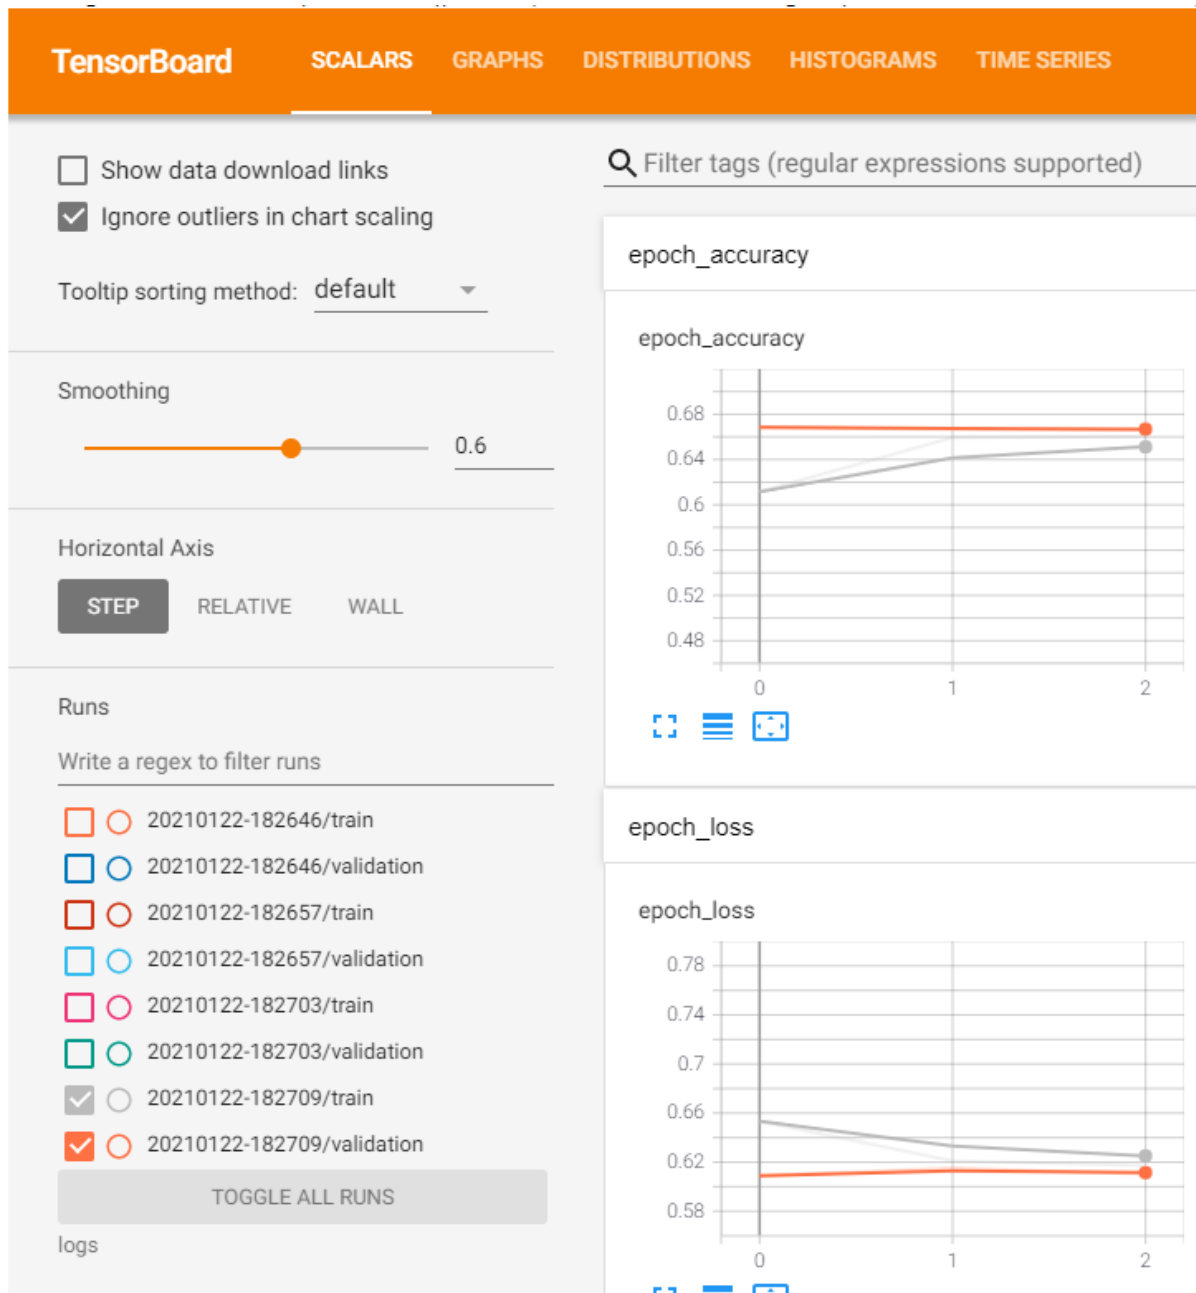 TensorBoard SCALARS GRAPHS DISTRIBUTIONS HISTOGRAMS TIME SERIES
Show data download links
Ignore outliers in chart scaling
Tooltip sorting method: default
Smoothing
0.6
Horizontal Axis
STEP RELATIVE WALL
Runs
Write a regex to filter runs
20210122-182646/train
20210122-182646/validation
20210122-182657/train
20210122-182657/validation
20210122-182703/train
20210122-182703/validation
20210122-182709/train
20210122-182709/validation
TOGGLE ALL RUNS
logs
Filter tags (regular expressions supported)
epoch_accuracy
epoch_accuracy
0.68
0.64
0.6
0.56
0.52
0.48
0 1 2
epoch_loss
epoch_loss
0.78
0.74
0.7
0.66
0.62
0.58
0 1 2